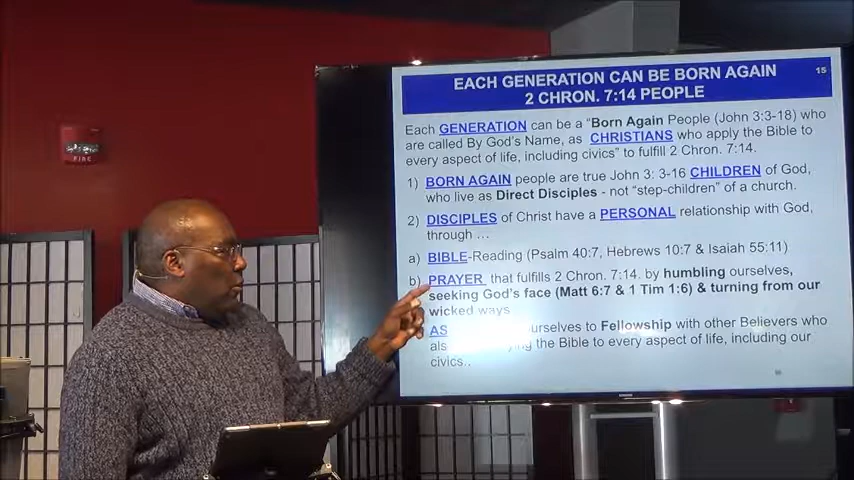 EACH GENERATION CAN BE BORN AGAIN
2 CHRON. 7:14 PEOPLE
15
Each GENERATION can be a “Born Again People (John 3:3-18) who
are called By God's Name, as CHRISTIANS who apply the Bible to
every aspect of life, including civics” to fulfill 2 Chron. 7:14.
1) BORN AGAIN people are true John 3: 3-16 CHILDREN of God,
who live as Direct Disciples - not “step-children” of a church.
2) DISCIPLES of Christ have a PERSONAL relationship with God,
through …
a) BIBLE-Reading (Psalm 40:7, Hebrews 10:7 & Isaiah 55:11)
b) PRAYER that fulfills 2 Chron. 7:14. by humbling ourselves,
seeking God's face (Matt 6:7 & 1 Tim 1:6) & turning from our
wicked ways
AS ourselves to Fellowship with other Believers who
als the Bible to every aspect of life, including our
civics..
FIRE